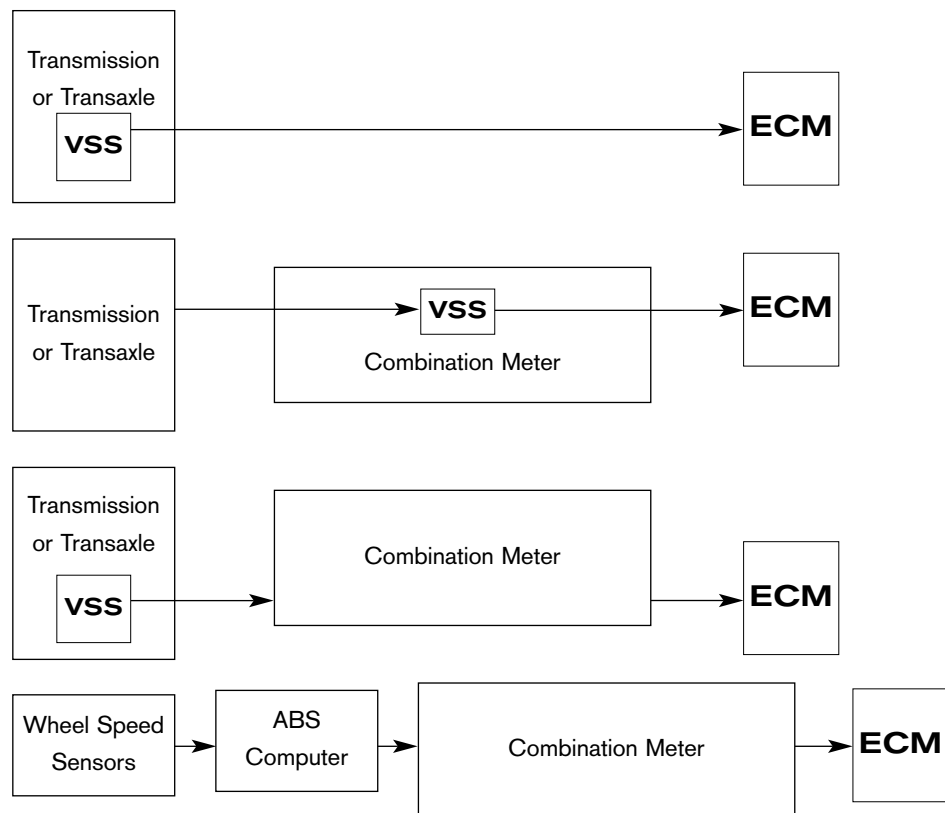 Transmission
or Transaxle
VSS
ECM
Transmission
or Transaxle
VSS
Combination Meter
ECM
Transmission
or Transaxle
VSS
Combination Meter
ECM
Wheel Speed
Sensors
ABS
Computer
Combination Meter
ECM